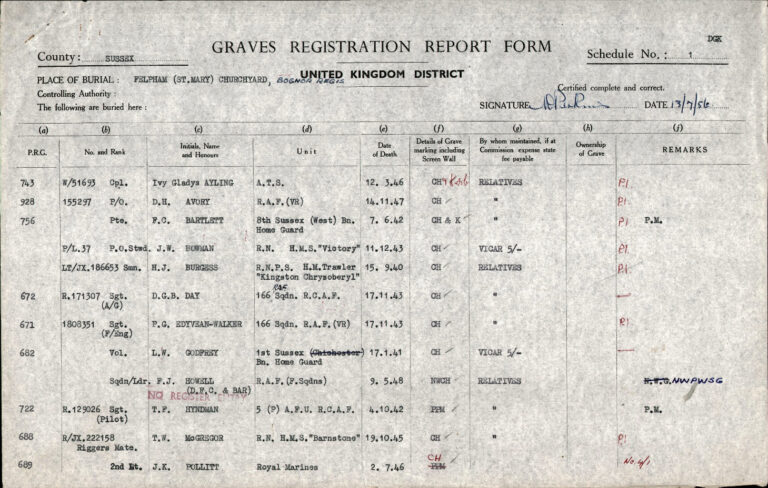 DGK
GRAVES REGISTRATION REPORT FORM
County: SUSSEX
Schedule No.: 1
PLACE OF BURIAL: FELPHAM (ST.MARY) CHURCHYARD, BOGNOR REGIS
UNITED KINGDOM DISTRICT
Controlling Authority:
Certified complete and correct.
The following are buried here:
SIGNATURE DATE 13/7/56
(a) (b) (c) (d) (e) (f) (g) (h) (j)
P.R.G. No. and Rank Initials, Name and Honours Unit Date of Death Details of Grave marking including Screen Wall By whom maintained, if at Commission expense state fee payable Ownership of Grave REMARKS
743 W/51693 Cpl. Ivy Gladys AYLING A.T.S. 12. 3.46 CH & Kerb RELATIVES P.I.
928 155297 P/O. D.H. AVORY R.A.F.(VR) 14.11.47 CH " P.I.
756 Pte. F.C. BARTLETT 8th Sussex (West) Bn. 7. 6.42 CH & K " P.I. P.M.
Home Guard
P/L.37 P.O.Stwd. J.W. BOWMAN R.N. H.M.S."Victory" 11.12.43 CH VICAR 5/- P.I.
LT/JX.186653 Smn. H.J. BURGESS R.N.P.S. H.M.Trawler 15. 9.40 CH RELATIVES P.I.
"Kingston Chrysoberyl"
672 R.171307 Sgt. D.G.B. DAY 166 Sqdn. R.C.A.F. 17.11.43 CH "
(A/G)
671 1808351 Sgt. F.G. EDYVEAN-WALKER 166 Sqdn. R.A.F.(VR) 17.11.43 CH " P.I.
(F/Eng)
682 Vol. L.W. GODFREY 1st Sussex (Chichester) 17.1.41 CH VICAR 5/-
Bn. Home Guard
Sqdn/Ldr. F.J. HOWELL R.A.F.(F.Sqdns) 9.5.48 NWCH RELATIVES N.W.G. NWPWSG
(D.F.C. & BAR)
NO REGISTER ENTRY
722 R.129026 Sgt. T.F. HYNDMAN 5 (P) A.F.U. R.C.A.F. 4.10.42 PPM " P.M.
(Pilot)
688 R/JX.222158 T.W. McGREGOR R.N. H.M.S."Barnstone" 19.10.45 CH " P.I.
Riggers Mate.
CH
689 2nd Lt. J.K. POLLITT Royal Marines 2. 7.46 PPM "